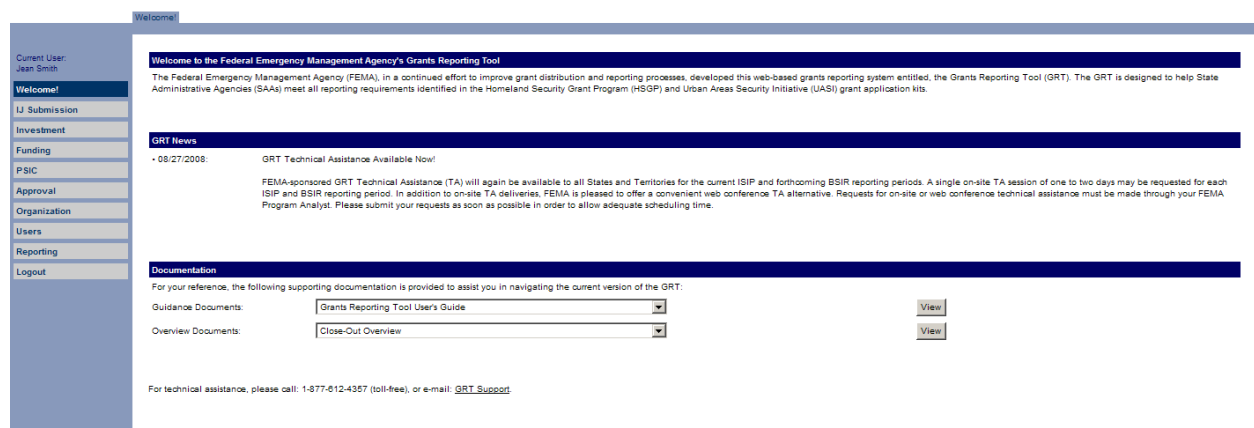 Welcome!
Current User:
Jean Smith
Welcome!
IJ Submission
Investment
Funding
PSIC
Approval
Organization
Users
Reporting
Logout
Welcome to the Federal Emergency Management Agency's Grants Reporting Tool
The Federal Emergency Management Agency (FEMA), in a continued effort to improve grant distribution and reporting processes, developed this web-based grants reporting system entitled, the Grants Reporting Tool (GRT). The GRT is designed to help State
Administrative Agencies (SAAs) meet all reporting requirements identified in the Homeland Security Grant Program (HSGP) and Urban Areas Security Initiative (UASI) grant application kits.
GRT News
• 08/27/2008: GRT Technical Assistance Available Now!
FEMA-sponsored GRT Technical Assistance (TA) will again be available to all States and Territories for the current ISIP and forthcoming BSIR reporting periods. A single on-site TA session of one to two days may be requested for each
ISIP and BSIR reporting period. In addition to on-site TA deliveries, FEMA is pleased to offer a convenient web conference TA alternative. Requests for on-site or web conference technical assistance must be made through your FEMA
Program Analyst. Please submit your requests as soon as possible in order to allow adequate scheduling time.
Documentation
For your reference, the following supporting documentation is provided to assist you in navigating the current version of the GRT:
Guidance Documents: Grants Reporting Tool User's Guide View
Overview Documents: Close-Out Overview View
For technical assistance, please call: 1-877-612-4357 (toll-free), or e-mail: GRT Support.